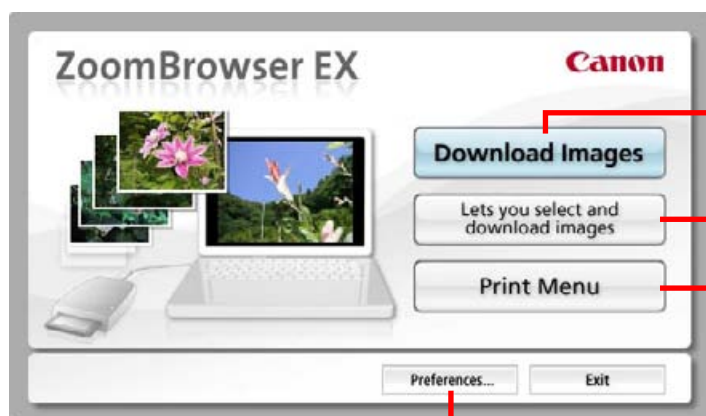 ZoomBrowser EX
Canon
Download Images
Lets you select and
download images
Print Menu
Preferences...
Exit